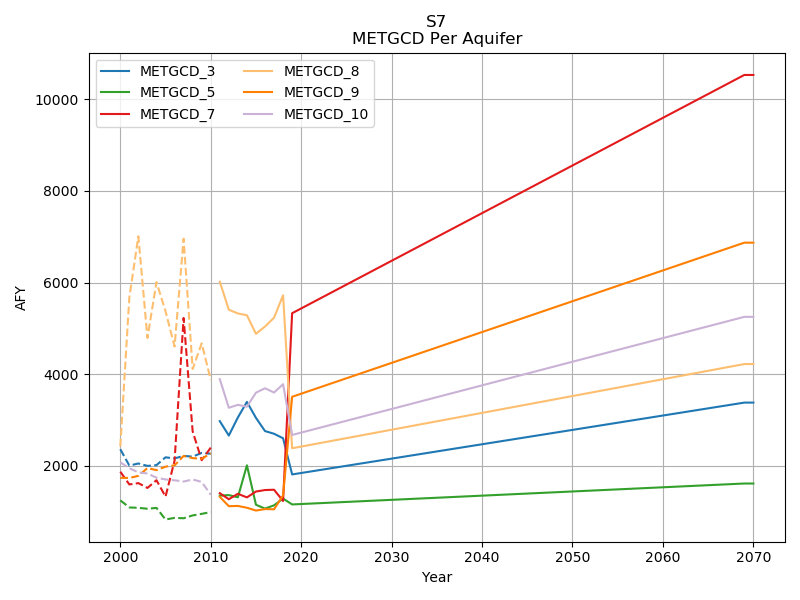 S7
METGCD Per Aquifer
METGCD_3
METGCD_5
METGCD_7
METGCD_8
METGCD_9
METGCD_10
AFY
10000
8000
6000
4000
2000
2000 2010 2020 2030 2040 2050 2060 2070
Year